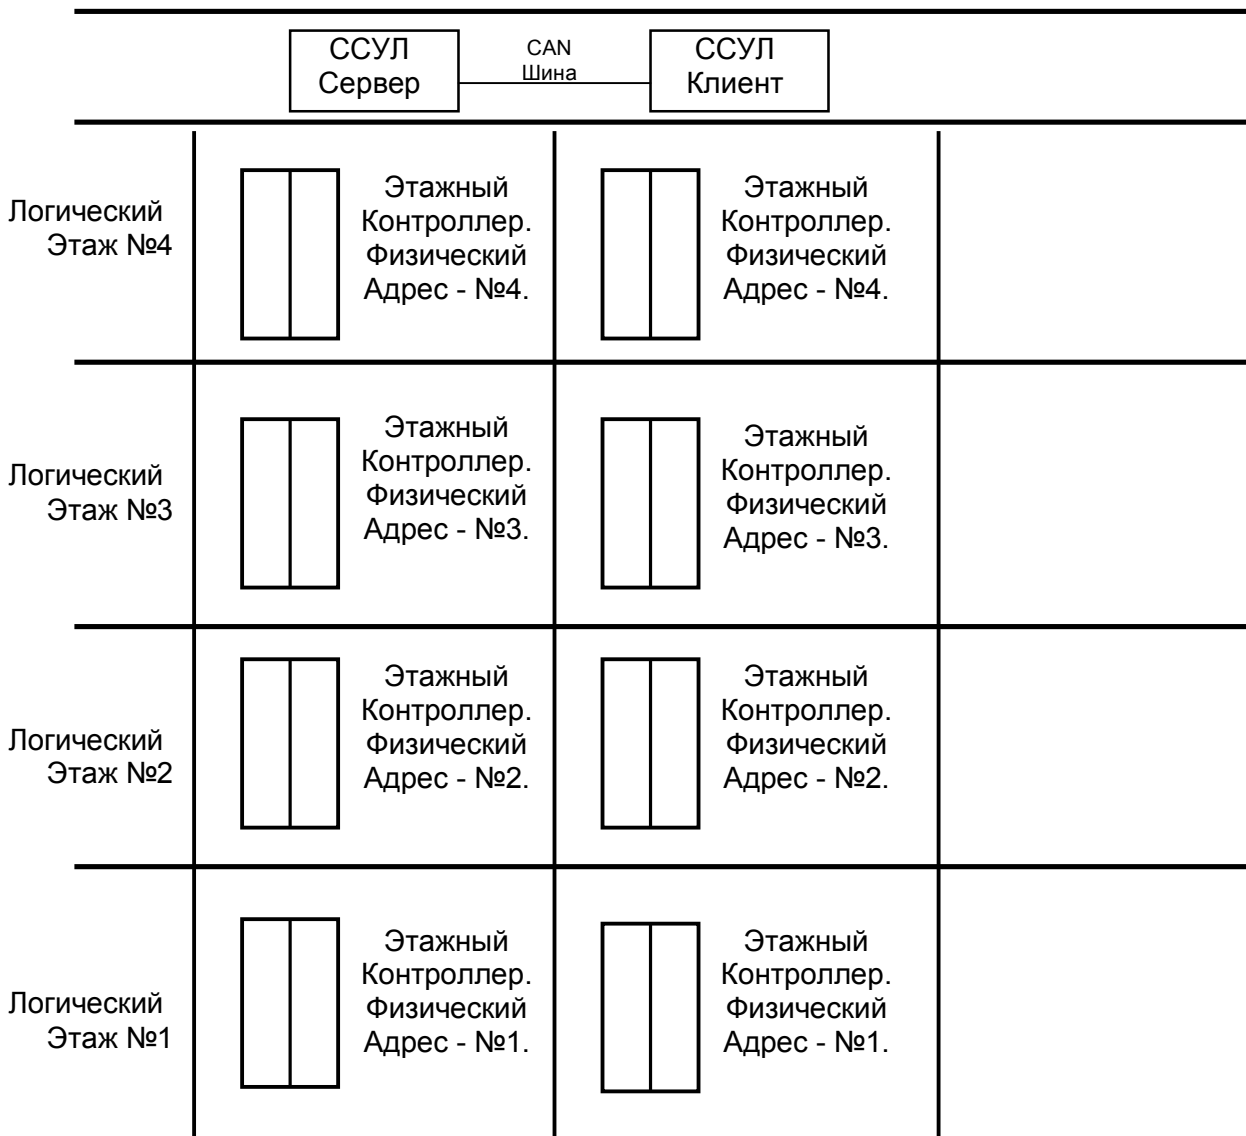 ССУЛ
Сервер
CAN
Шина
ССУЛ
Клиент
Логический
Этаж №4
Этажный
Контроллер.
Физический
Адрес - №4.
Этажный
Контроллер.
Физический
Адрес - №4.
Логический
Этаж №3
Этажный
Контроллер.
Физический
Адрес - №3.
Этажный
Контроллер.
Физический
Адрес - №3.
Логический
Этаж №2
Этажный
Контроллер.
Физический
Адрес - №2.
Этажный
Контроллер.
Физический
Адрес - №2.
Логический
Этаж №1
Этажный
Контроллер.
Физический
Адрес - №1.
Этажный
Контроллер.
Физический
Адрес - №1.